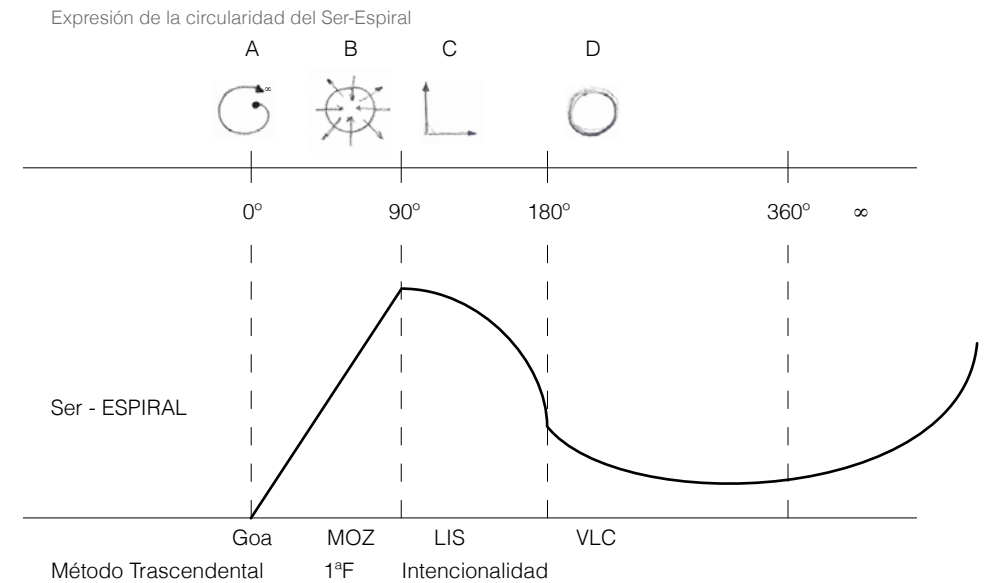 Expresión de la circularidad del Ser-Espiral
A B C D
∞
0º 90º 180º 360º ∞
Ser - ESPIRAL
Goa MOZ LIS VLC
Método Trascendental 1ªF Intencionalidad